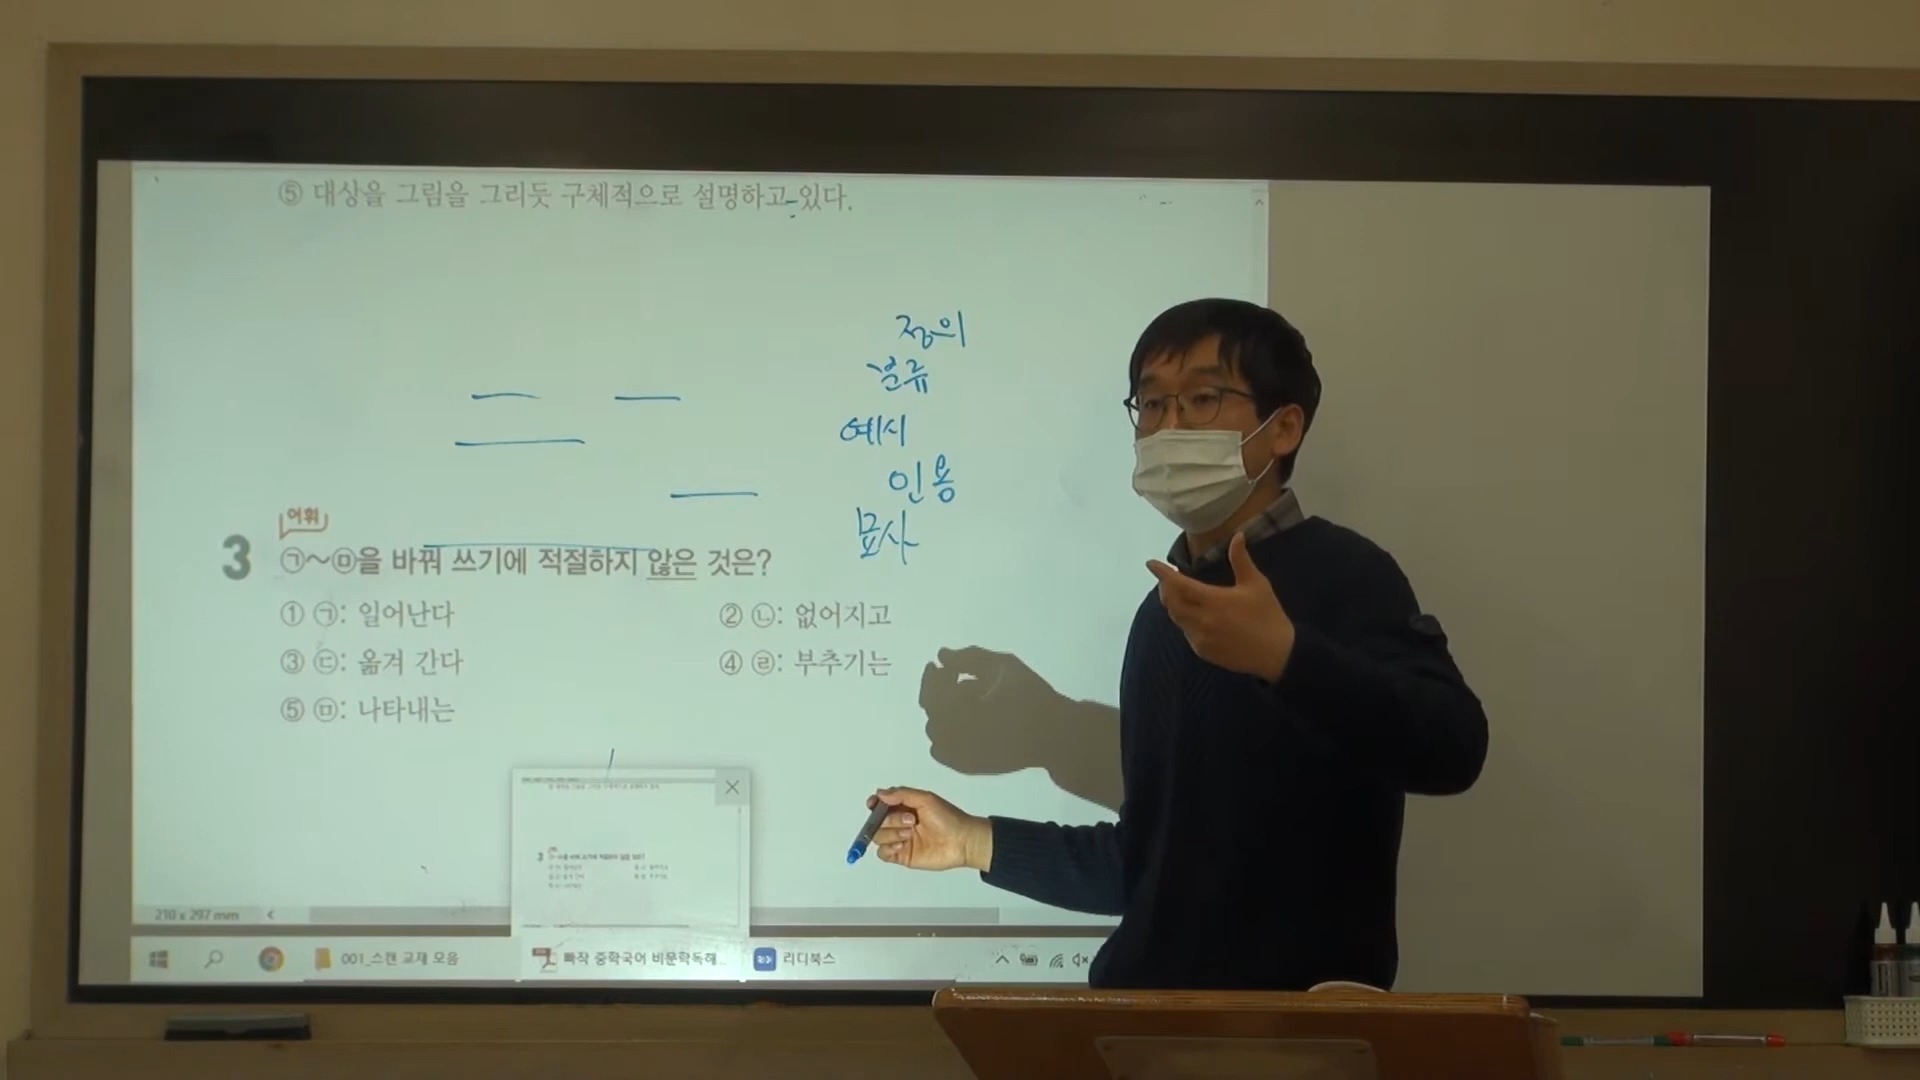 ⑤ 대상을 그림을 그리듯 구체적으로 설명하고 있다.
정의
분류
예시
인용
묘사
어휘
3 ㉠~㉤을 바꿔 쓰기에 적절하지 않은 것은?
① ㉠: 일어난다
② ㉡: 없어지고
③ ㉢: 옮겨 간다
④ ㉣: 부추기는
⑤ ㉤: 나타내는
210 x 297 mm
001_스캔 교재 모음
빠작 중학국어 비문학독해...
리디북스